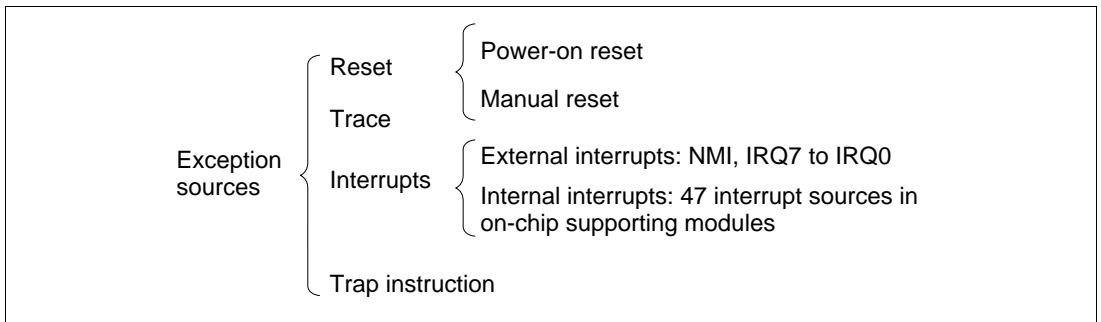 Exception
sources
Reset
Power-on reset
Manual reset
Trace
Interrupts
External interrupts: NMI, IRQ7 to IRQ0
Internal interrupts: 47 interrupt sources in
on-chip supporting modules
Trap instruction